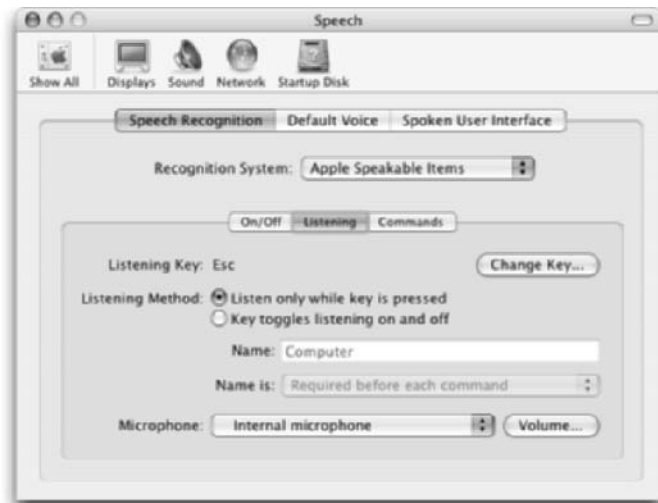 Speech
Show All Displays Sound Network Startup Disk
Speech Recognition Default Voice Spoken User Interface
Recognition System: Apple Speakable Items
On/Off Listening Commands
Listening Key: Esc Change Key...
Listening Method: Listen only while key is pressed
Key toggles listening on and off
Name: Computer
Name is: Required before each command
Microphone: Internal microphone Volume...